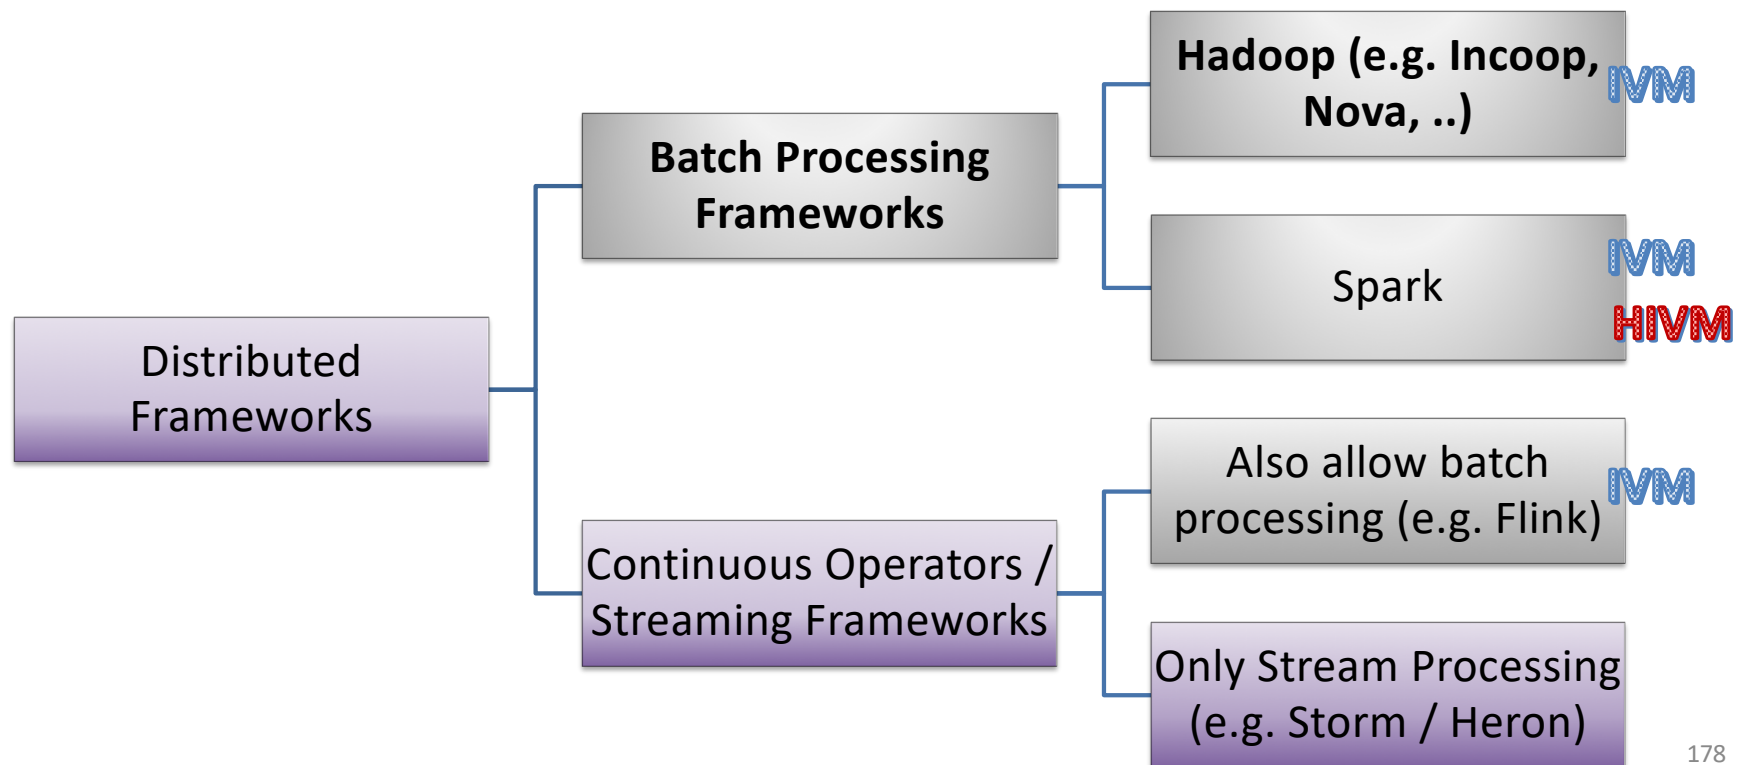 Distributed
Frameworks
Batch Processing
Frameworks
Hadoop (e.g. Incoop,
Nova, ..)
IVM
Spark
IVM
HIVM
Continuous Operators /
Streaming Frameworks
Also allow batch
processing (e.g. Flink)
IVM
Only Stream Processing
(e.g. Storm / Heron)
178